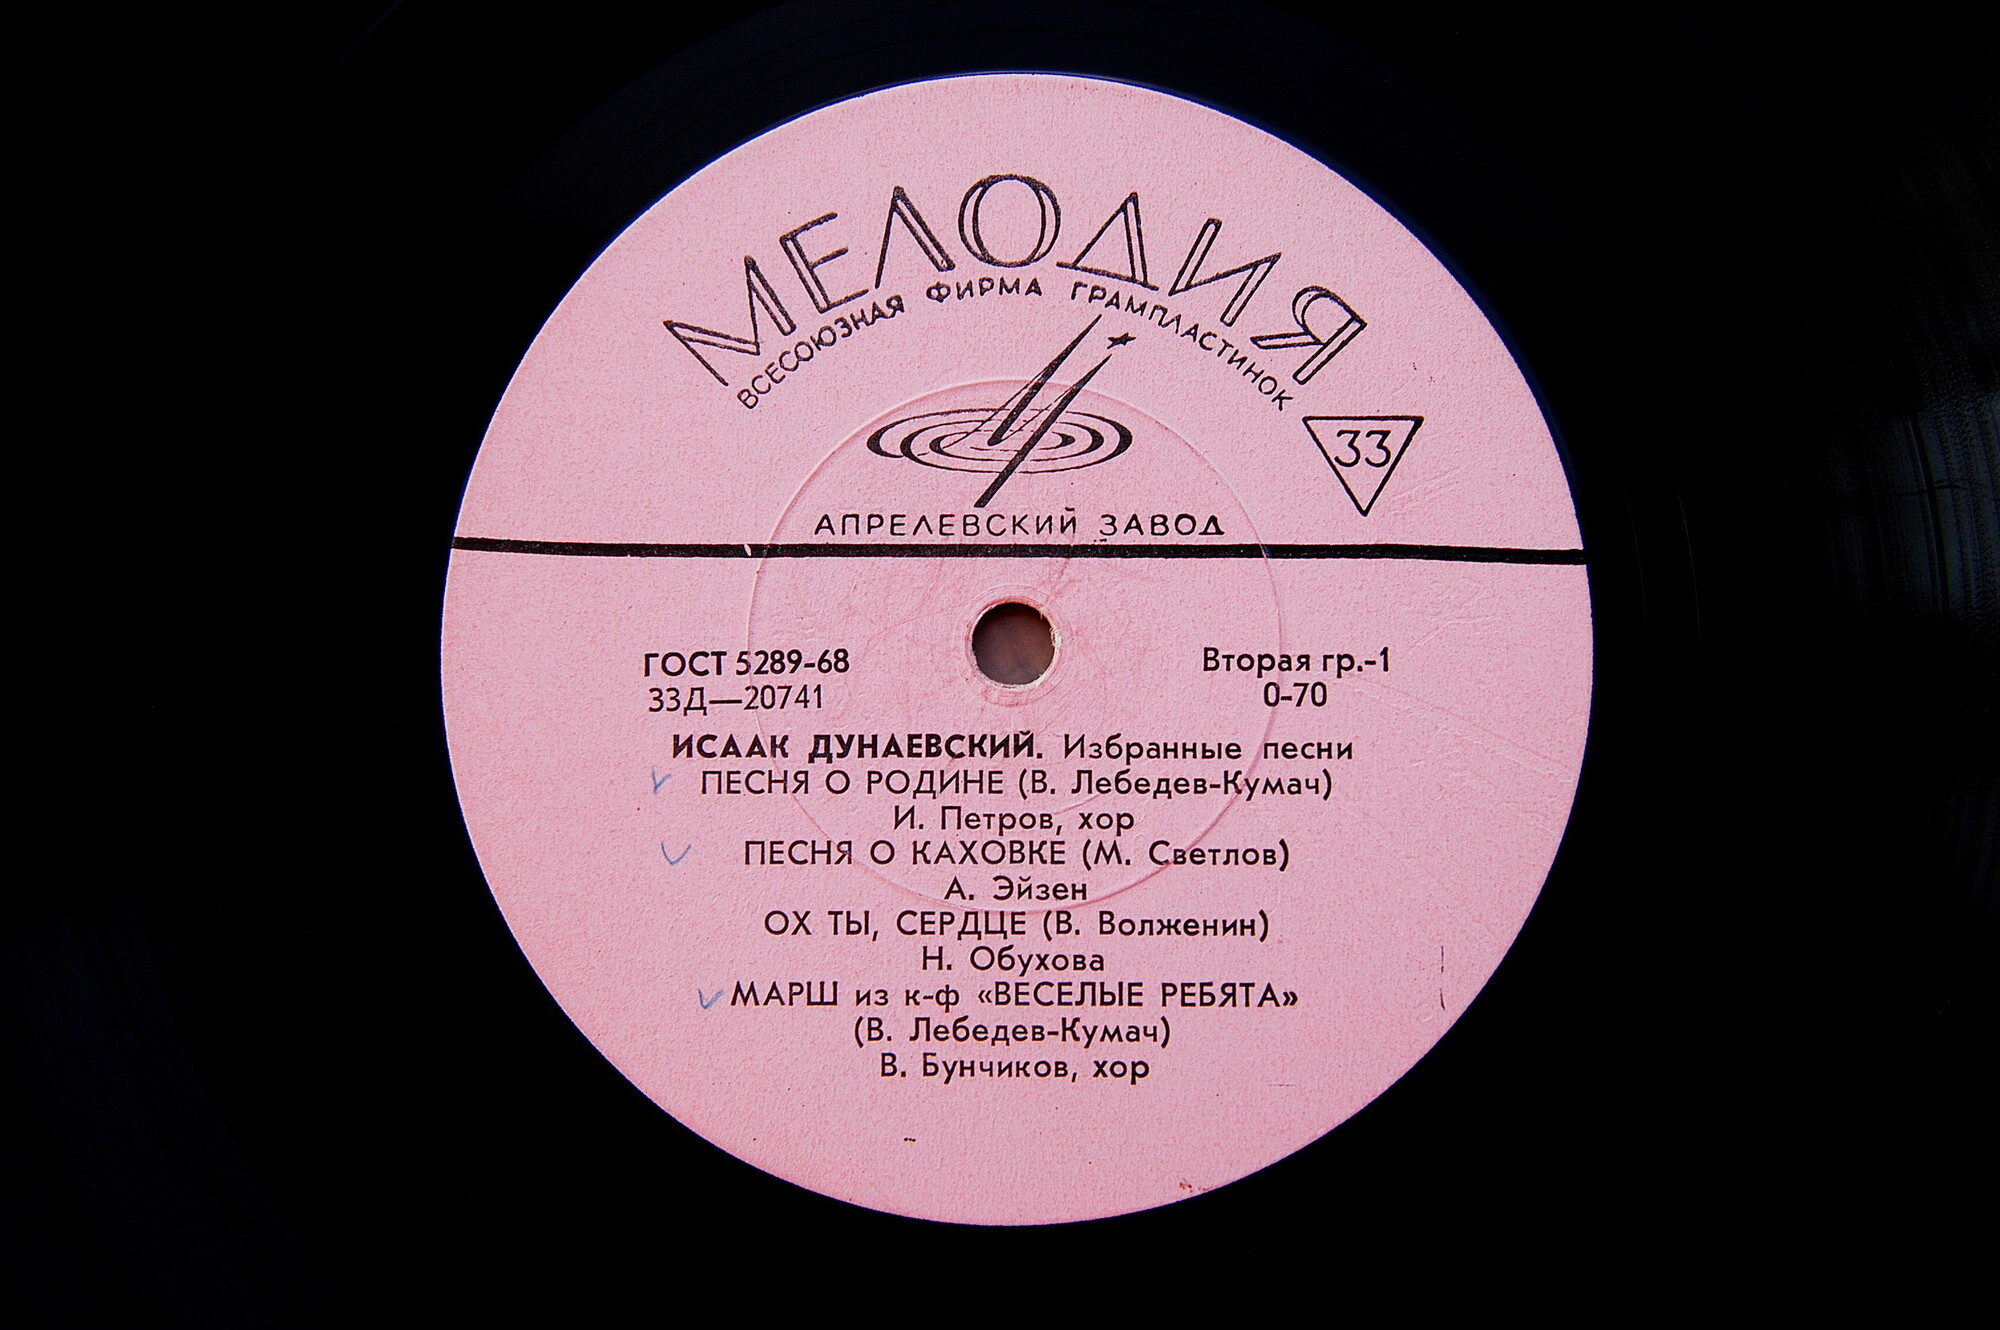 МЕЛОДИЯ
ВСЕСОЮЗНАЯ ФИРМА ГРАМПЛАСТИНОК
33
АПРЕЛЕВСКИЙ ЗАВОД
ГОСТ 5289-68
Вторая гр.-1
33Д—20741
0-70
ИСААК ДУНАЕВСКИЙ. Избранные песни
ПЕСНЯ О РОДИНЕ (В. Лебедев-Кумач)
И. Петров, хор
ПЕСНЯ О КАХОВКЕ (М. Светлов)
А. Эйзен
ОХ ТЫ, СЕРДЦЕ (В. Волженин)
Н. Обухова
МАРШ из к-ф «ВЕСЕЛЫЕ РЕБЯТА»
(В. Лебедев-Кумач)
В. Бунчиков, хор